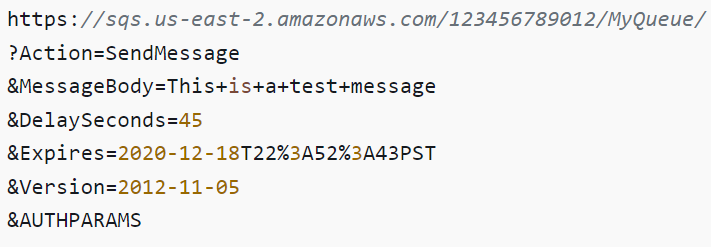 https://sqs.us-east-2.amazonaws.com/123456789012/MyQueue/
?Action=SendMessage
&MessageBody=This+is+a+test+message
&DelaySeconds=45
&Expires=2020-12-18T22%3A52%3A43PST
&Version=2012-11-05
&AUTHPARAMS